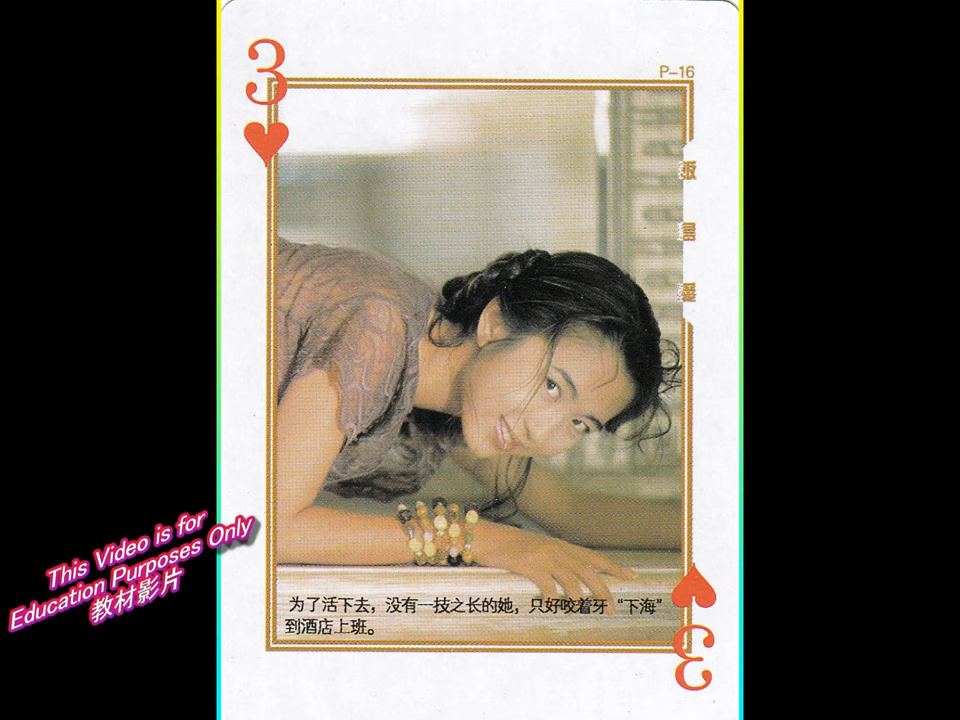 3
P-16
This Video is for
Education Purposes Only
教材影片
为了活下去，没有一技之长的她，只好咬着牙“下海”
到酒店上班。
3